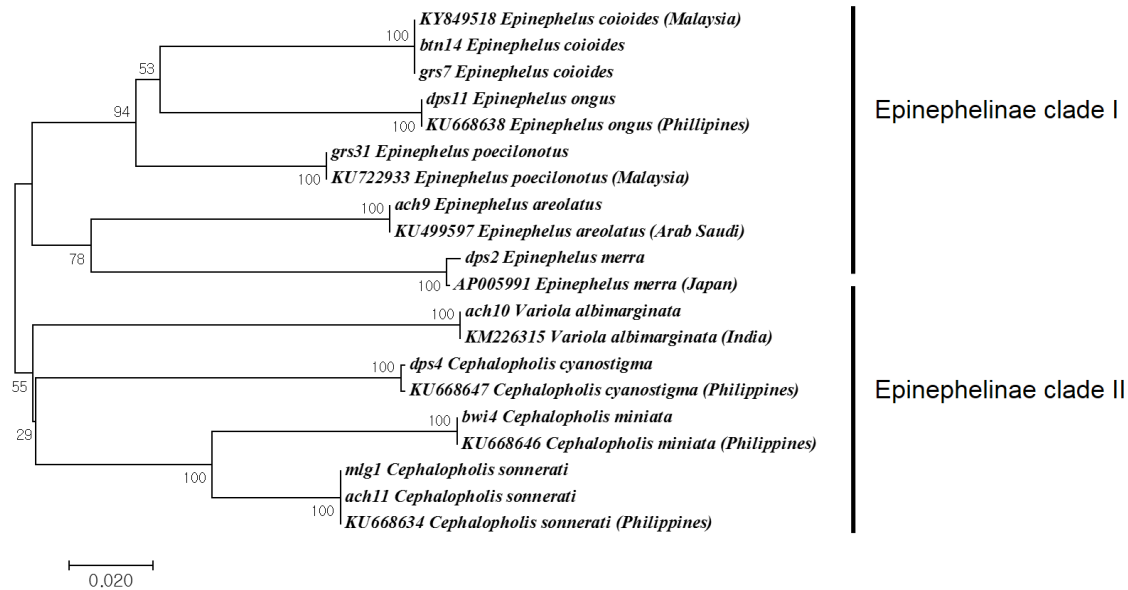 KY849518 Epinephelus coioides (Malaysia)
100
btn14 Epinephelus coioides
53
grs7 Epinephelus coioides
dps11 Epinephelus ongus
94
Epinephelinae clade I
100
KU668638 Epinephelus ongus (Phillipines)
grs31 Epinephelus poecilonotus
100
KU722933 Epinephelus poecilonotus (Malaysia)
ach9 Epinephelus areolatus
100
KU499597 Epinephelus areolatus (Arab Saudi)
78
dps2 Epinephelus merra
100
AP005991 Epinephelus merra (Japan)
ach10 Variola albimarginata
100
KM226315 Variola albimarginata (India)
dps4 Cephalopholis cyanostigma
100
55
KU668647 Cephalopholis cyanostigma (Philippines)
Epinephelinae clade II
bwi4 Cephalopholis miniata
100
29
KU668646 Cephalopholis miniata (Philippines)
100
mlg1 Cephalopholis sonnerati
ach11 Cephalopholis sonnerati
100
KU668634 Cephalopholis sonnerati (Philippines)
0.020